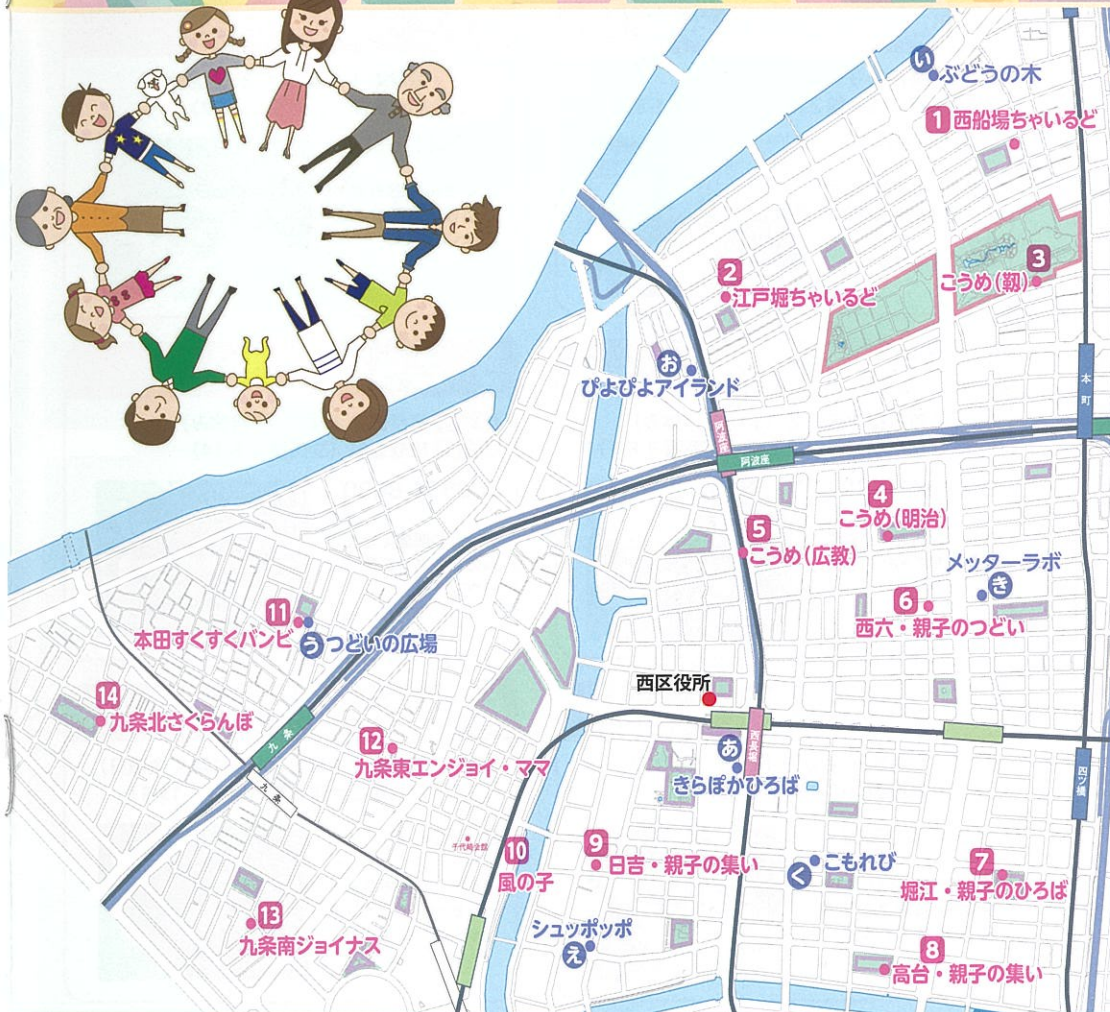 い
ぶどうの木
1 西船場ちゃいるど
3
こうめ(靱)
2
江戸堀ちゃいるど
お
ぴよぴよアイランド
本町
阿波座
阿波座
4
こうめ(明治)
5
こうめ(広教)
メッターラボ
き
6
西六・親子のつどい
11
本田すくすくバンビ
う つどいの広場
西区役所
14
九条北さくらんぼ
九条
九条
12
九条東エンジョイ・ママ
西長堀
あ
きらぽかひろば
四ツ橋
千代崎会館
10
風の子
9
日吉・親子の集い
く
こもれび
7
堀江・親子のひろば
13
九条南ジョイナス
シュッポッポ
え
8
高台・親子の集い